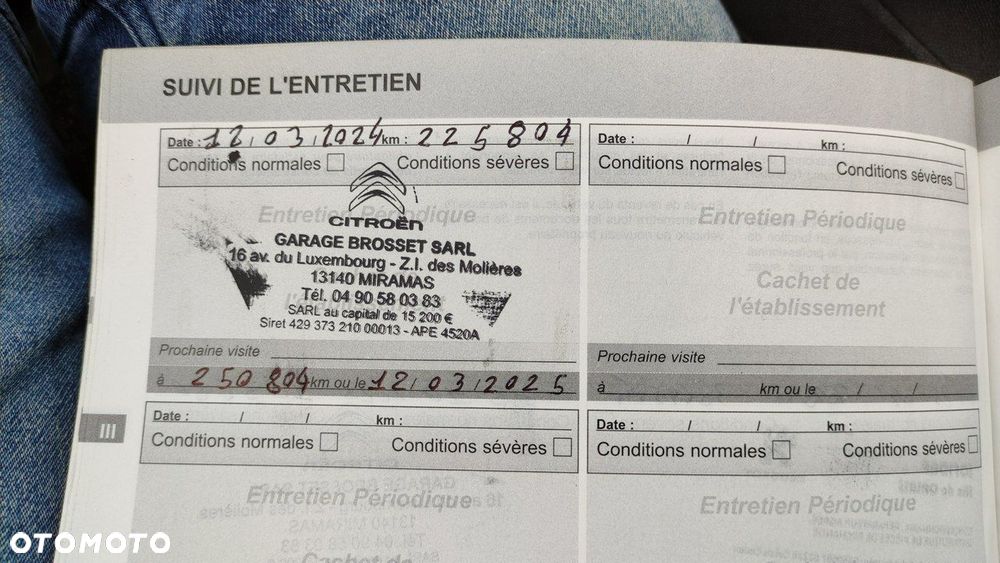 SUIVI DE L'ENTRETIEN
Date : 12 / 03 / 2024 km : 225 804
Conditions normales Conditions sévères
Entretien Périodique
CITROËN
GARAGE BROSSET SARL
16 av. du Luxembourg - Z.I. des Molières
13140 MIRAMAS
Tél. 04 90 58 03 83
SARL au capital de 15 200 €
Siret 429 373 210 00013 - APE 4520A
Prochaine visite
à 250 804 km ou le 12 / 03 / 2025
Date : / / km :
Conditions normales Conditions sévères
Entretien Périodique
Cachet de
l'établissement
Prochaine visite
à km ou le / /
III
Date : / / km :
Conditions normales Conditions sévères
Entretien Périodique
Cachet de
Date : / / km :
Conditions normales Conditions sévères
Entretien Périodique
OTOMOTO